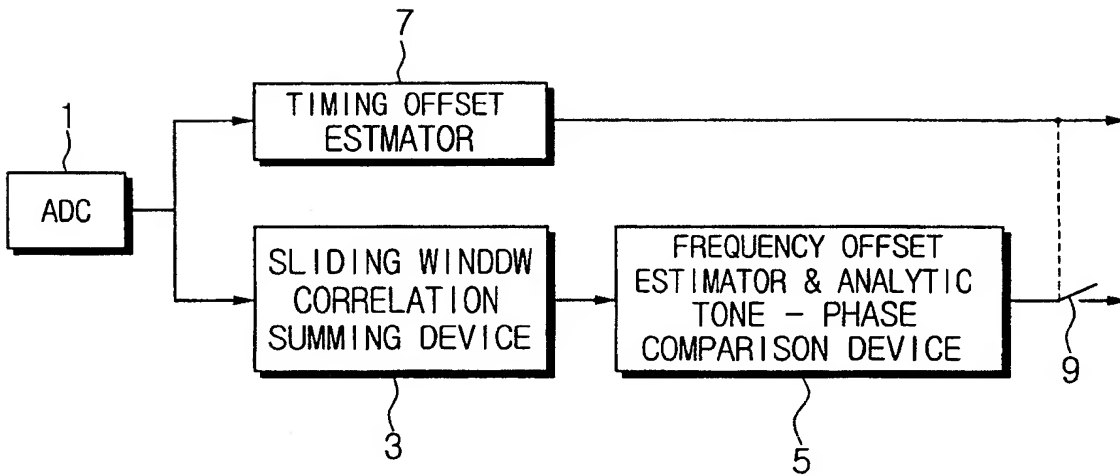 7
TIMING OFFSET
ESTMATOR
1
ADC
SLIDING WINDDW
CORRELATION
SUMMING DEVICE
FREQUENCY OFFSET
ESTIMATOR & ANALYTIC
TONE - PHASE
COMPARISON DEVICE
9
3
5